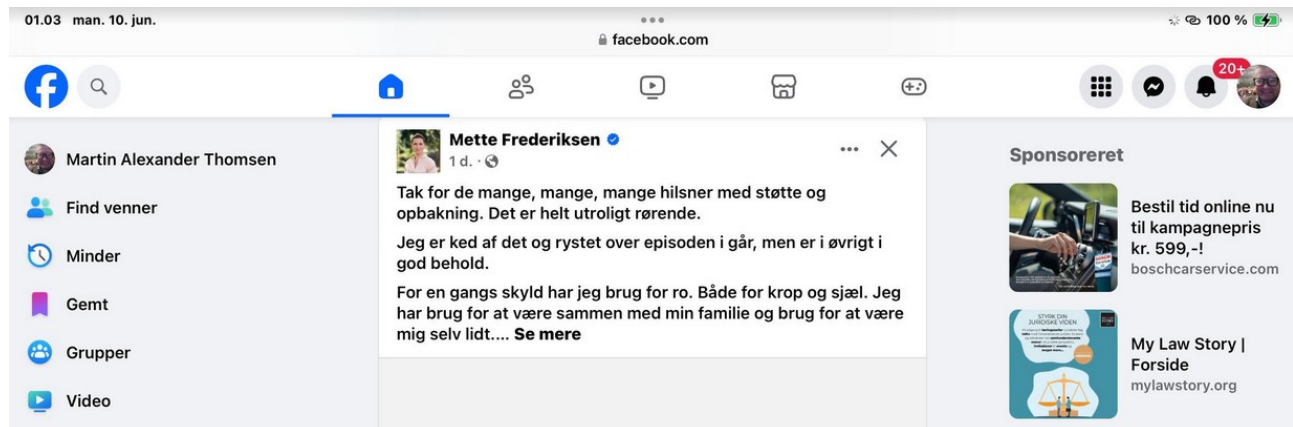 01.03 man. 10. jun.
100 %
facebook.com
20+
Martin Alexander Thomsen
Find venner
Minder
Gemt
Grupper
Video
Mette Frederiksen
1 d.
Tak for de mange, mange, mange hilsner med støtte og
opbakning. Det er helt utroligt rørende.
Jeg er ked af det og rystet over episoden i går, men er i øvrigt i
god behold.
For en gangs skyld har jeg brug for ro. Både for krop og sjæl. Jeg
har brug for at være sammen med min familie og brug for at være
mig selv lidt.... Se mere
Sponsoreret
Bestil tid online nu
til kampagnepris
kr. 599,-!
boschcarservice.com
STYRK DIN
JURIDISKE VIDEN
My Law Story |
Forside
mylawstory.org